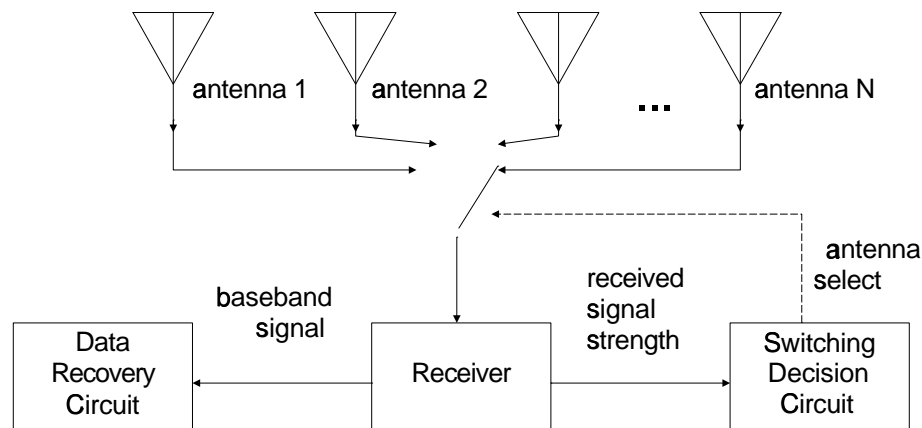 antenna 1
antenna 2
...
antenna N
antenna
select
baseband
signal
received
signal
strength
Data
Recovery
Circuit
Receiver
Switching
Decision
Circuit